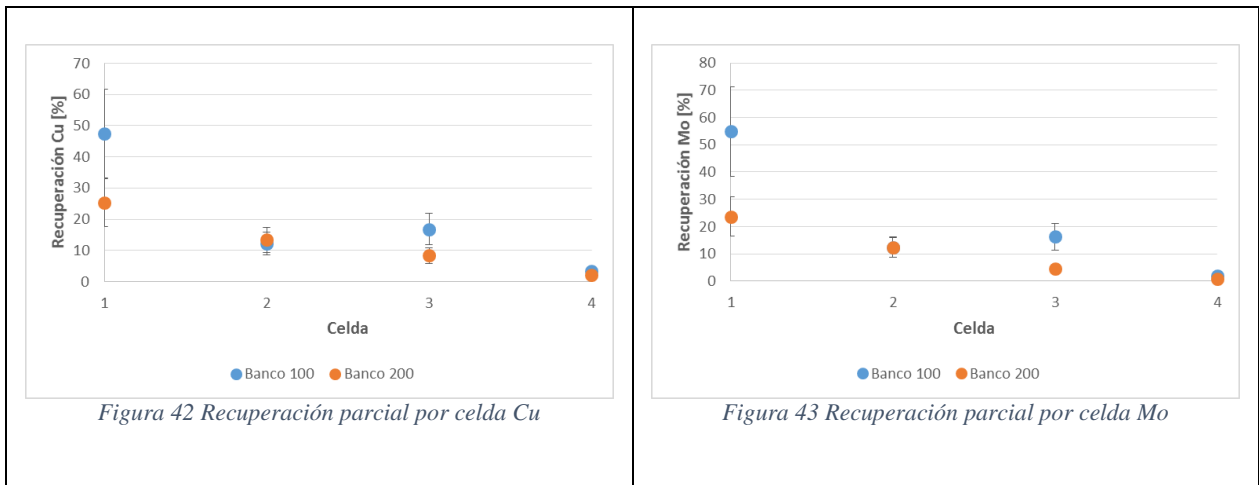 70
60
50
40
30
20
10
0
Recuperación Cu [%]
1 2 3 4
Celda
Banco 100 Banco 200
Figura 42 Recuperación parcial por celda Cu
80
70
60
50
40
30
20
10
0
Recuperación Mo [%]
1 2 3 4
Celda
Banco 100 Banco 200
Figura 43 Recuperación parcial por celda Mo